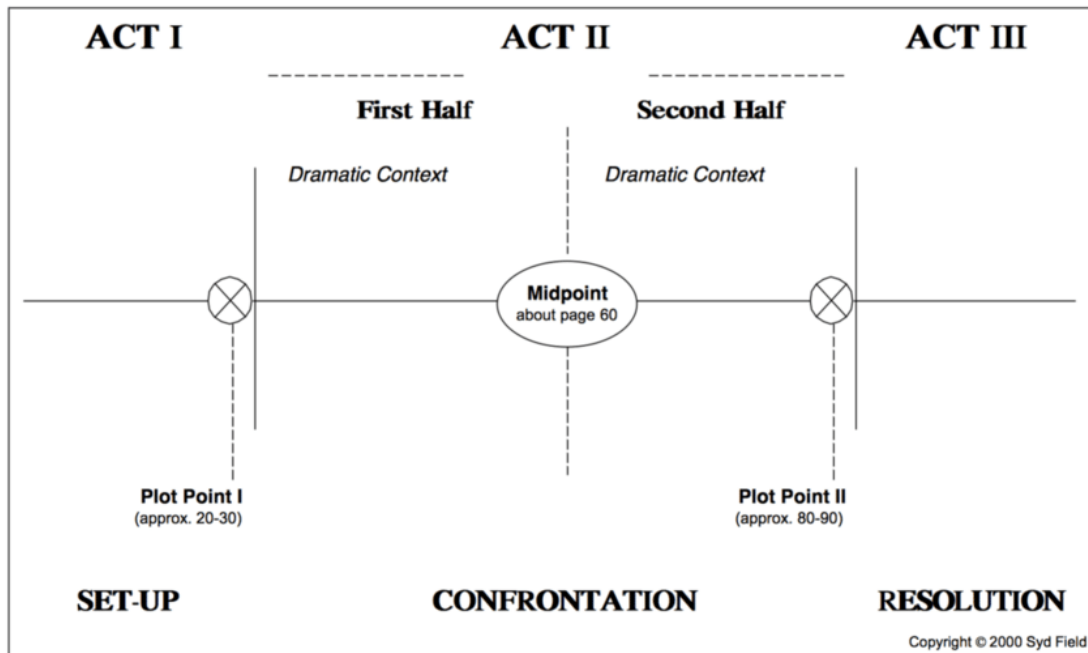 ACT I
ACT II
ACT III
First Half
Second Half
Dramatic Context
Dramatic Context
Midpoint
about page 60
Plot Point I
(approx. 20-30)
Plot Point II
(approx. 80-90)
SET-UP
CONFRONTATION
RESOLUTION
Copyright © 2000 Syd Field